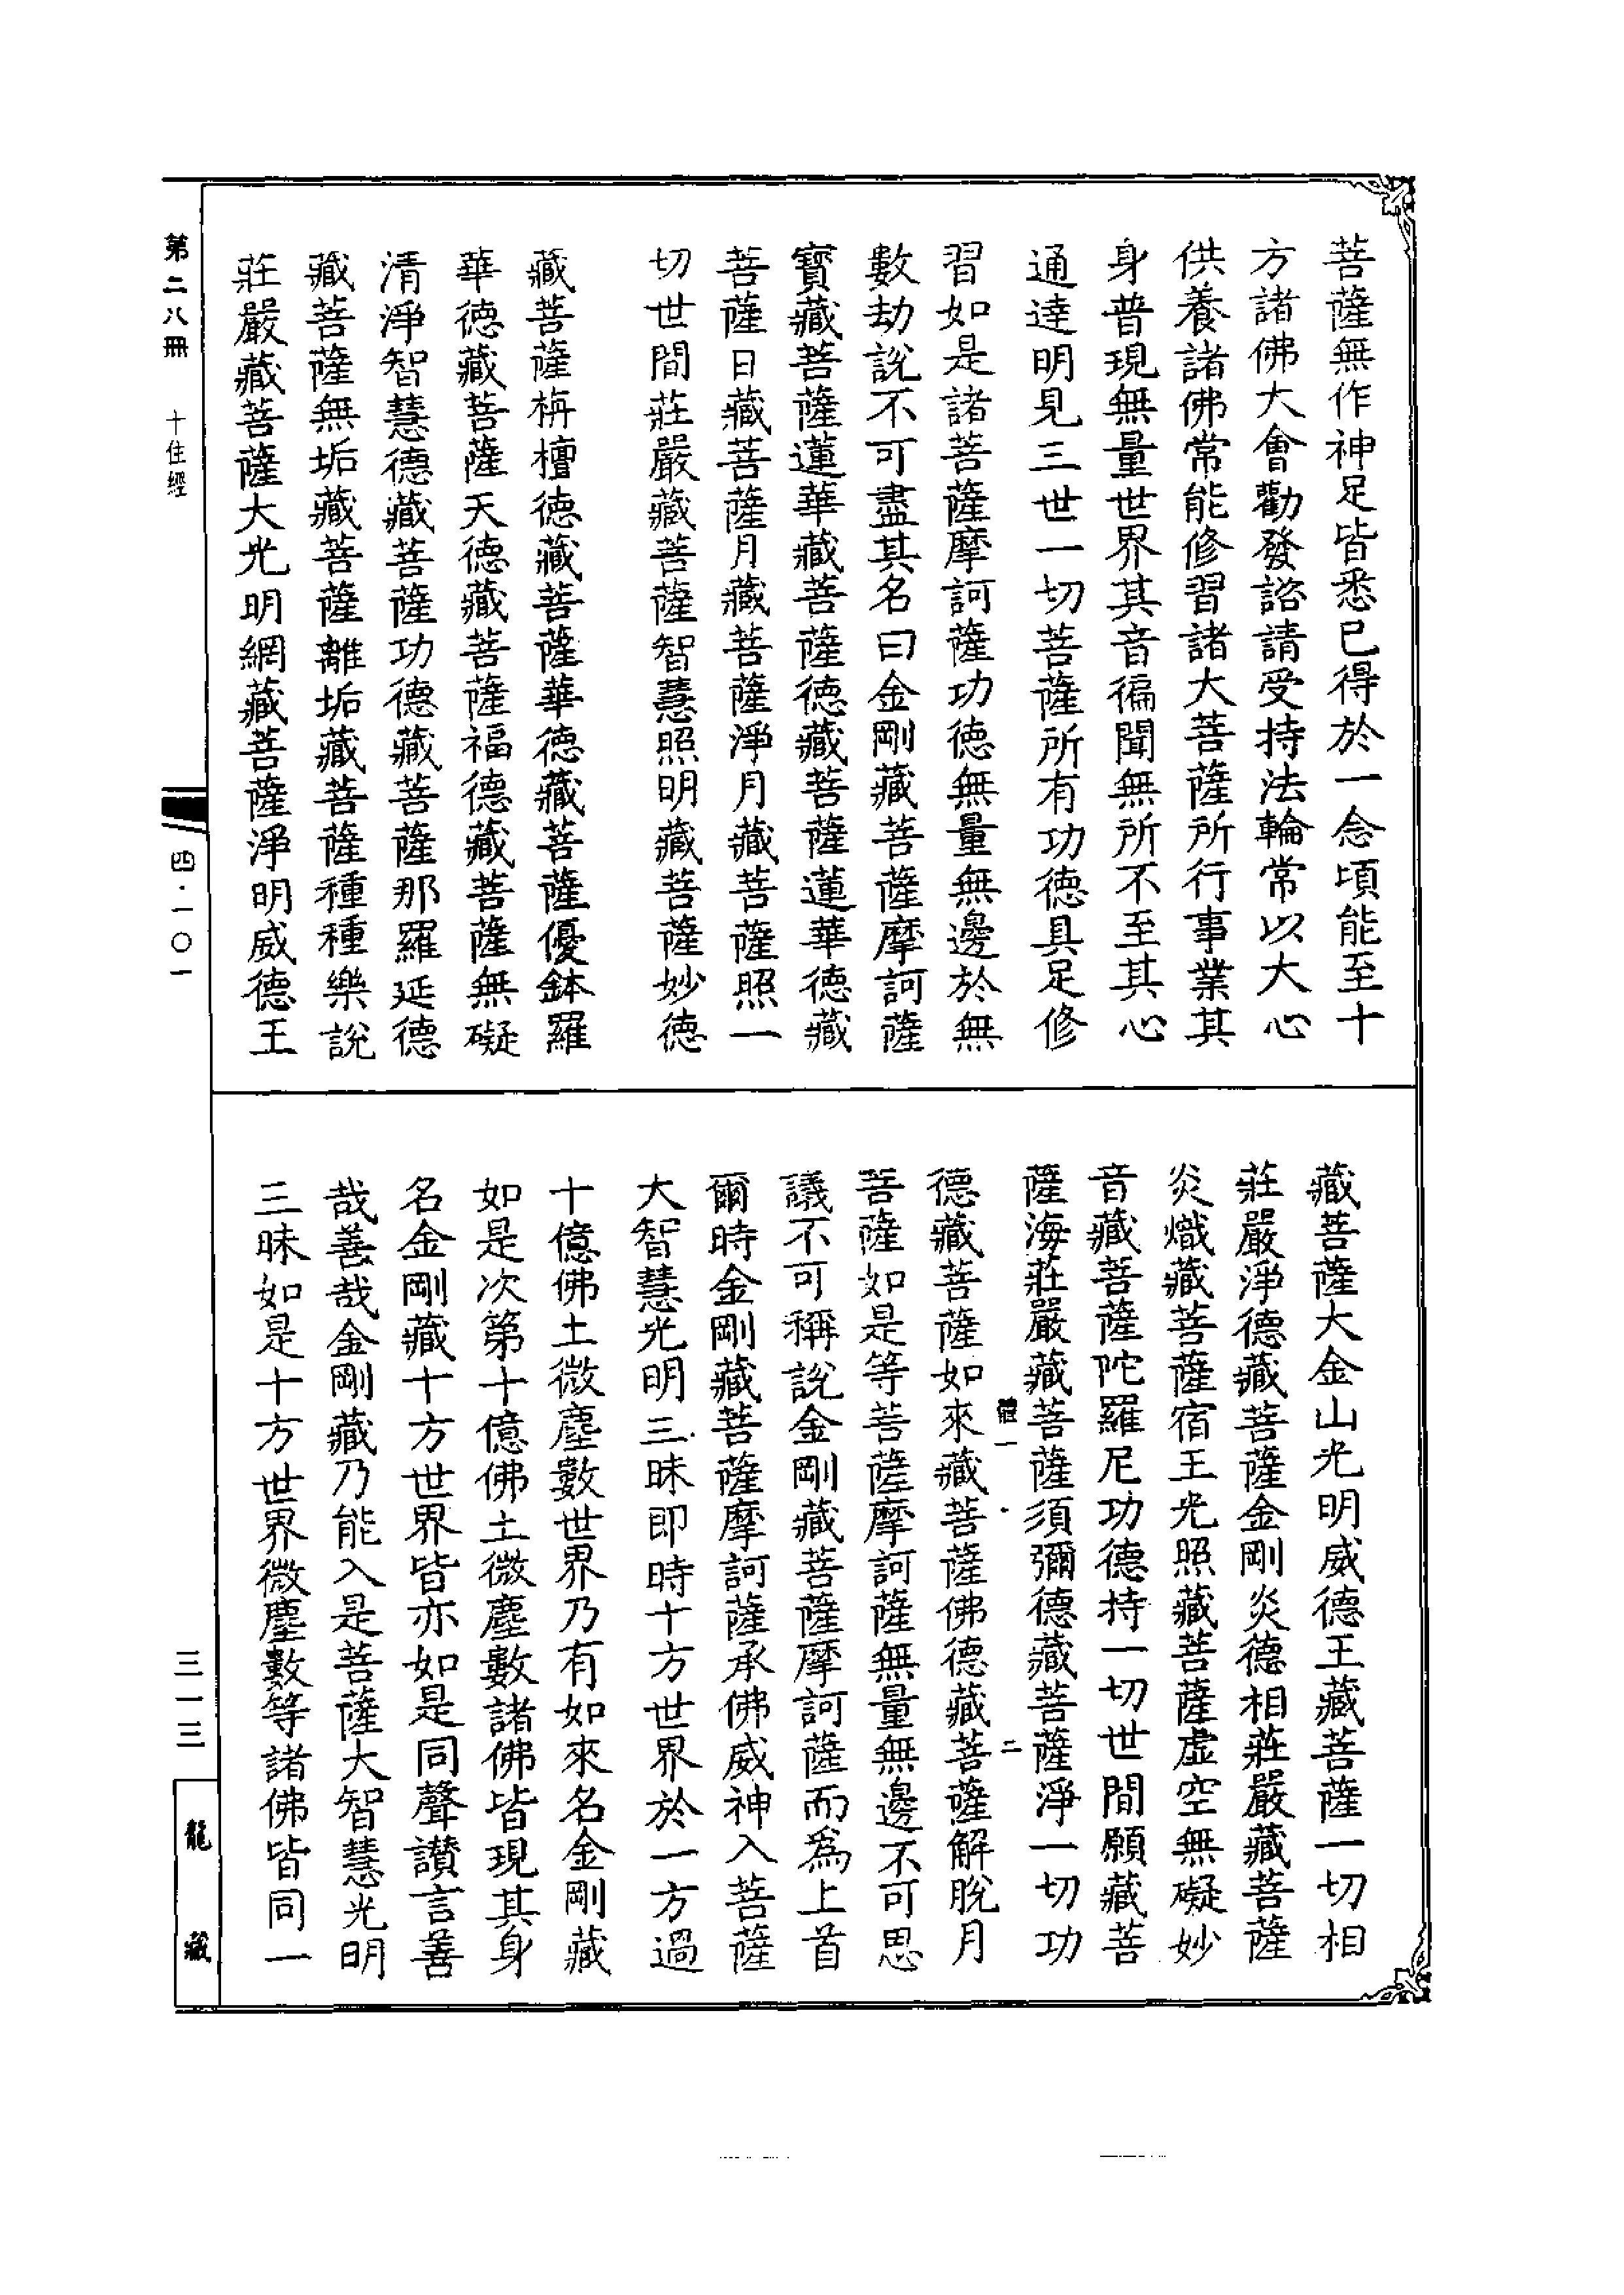 菩薩無作神足皆悉已得於一念頃能至十
方諸佛大會勸發諮請受持法輪常以大心
供養諸佛常能修習諸大菩薩所行事業其
身普現無量世界其音徧聞無所不至其心
通達明見三世一切菩薩所有功德具足修
習如是諸菩薩摩訶薩功德無量無邊於無
數劫說不可盡其名曰金剛藏菩薩摩訶薩
寶藏菩薩蓮華藏菩薩德藏菩薩蓮華德藏
菩薩日藏菩薩月藏菩薩淨月藏菩薩照一
切世間莊嚴藏菩薩智慧照明藏菩薩妙德
藏菩薩栴檀德藏菩薩華德藏菩薩優鉢羅
華德藏菩薩天德藏菩薩福德藏菩薩無礙
清淨智慧德藏菩薩功德藏菩薩那羅延德
藏菩薩無垢藏菩薩離垢藏菩薩種種樂說
莊嚴藏菩薩大光明網藏菩薩淨明威德王
藏菩薩大金山光明威德王藏菩薩一切相
莊嚴淨德藏菩薩金剛炎德相莊嚴藏菩薩
炎熾藏菩薩宿王光照藏菩薩虛空無礙妙
音藏菩薩陀羅尼功德持一切世間願藏菩
薩海莊嚴藏菩薩須彌德藏菩薩淨一切功
德藏菩薩如來藏菩薩佛德藏菩薩解脫月
菩薩如是等菩薩摩訶薩無量無邊不可思
議不可稱說金剛藏菩薩摩訶薩而為上首
爾時金剛藏菩薩摩訶薩承佛威神入菩薩
大智慧光明三昧即時十方世界於一方過
十億佛土微塵數世界乃有如來名金剛藏
如是次第十億佛土微塵數諸佛皆現其身
名金剛藏十方世界皆亦如是同聲讚言善
哉善哉金剛藏乃能入是菩薩大智慧光明
三昧如是十方世界微塵數等諸佛皆同一
第二八冊 十住經
四·一〇一
三一三
龍藏
一
二